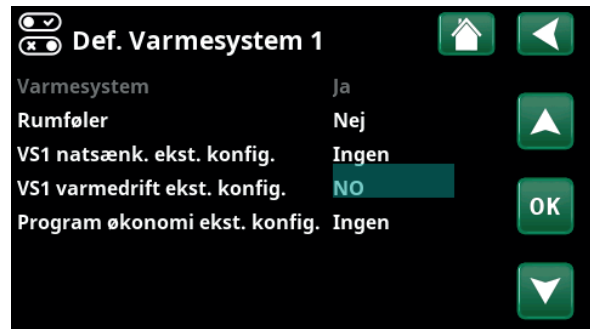 Def. Varmesystem 1
Varmesystem Ja
Rumføler Nej
VS1 natsænk. ekst. konfig. Ingen
VS1 varmedrift ekst. konfig. NO
OK
Program økonomi ekst. konfig. Ingen